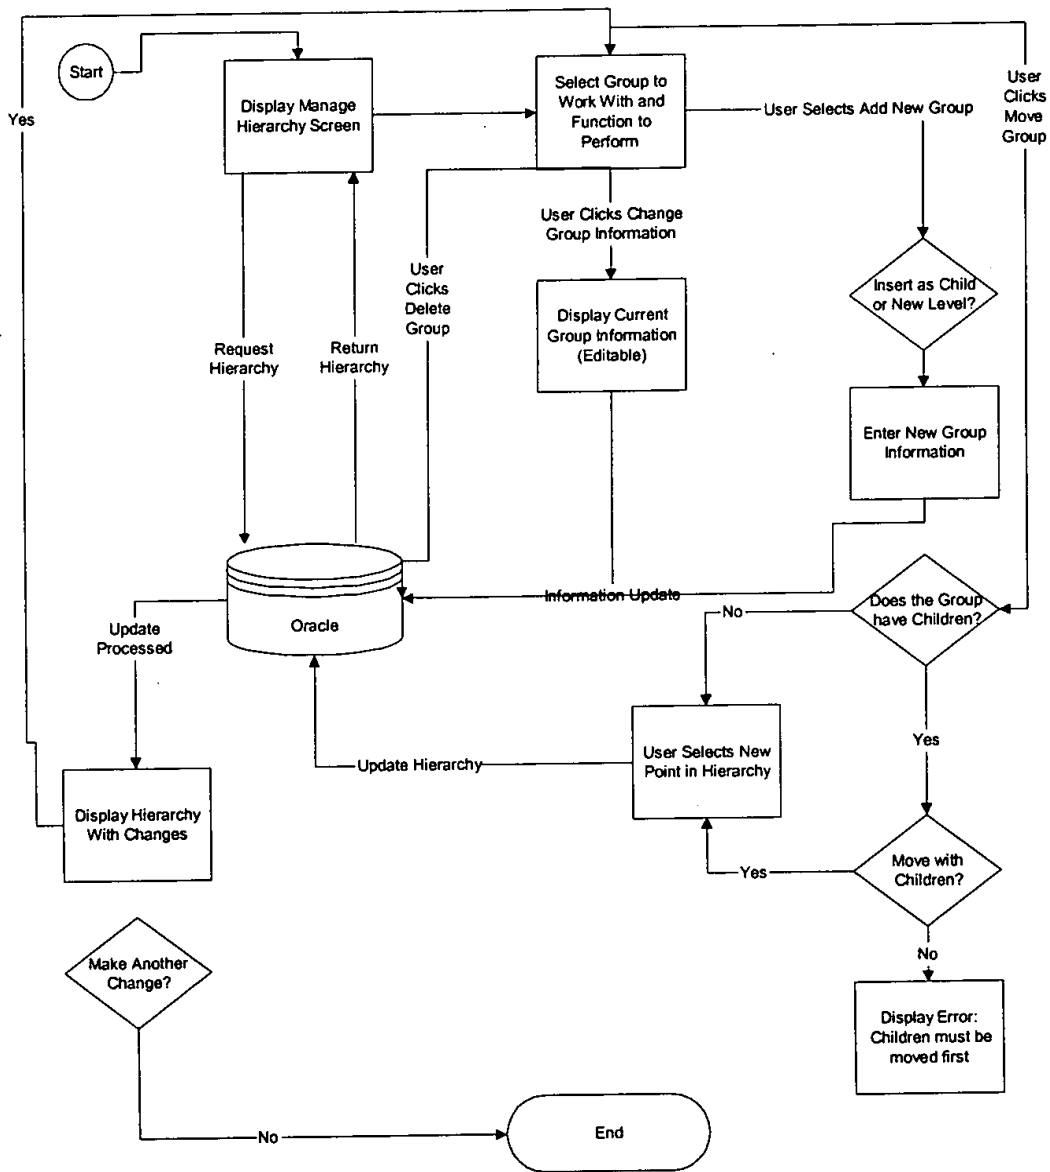 Start
Yes
Display Manage
Hierarchy Screen
Select Group to
Work With and
Function to
Perform
User Selects Add New Group
User
Clicks
Move
Group
User Clicks Change
Group Information
User
Clicks
Delete
Group
Insert as Child
or New Level?
Display Current
Group Information
(Editable)
Request
Hierarchy
Return
Hierarchy
Enter New Group
Information
Information Update
Oracle
Does the Group
have Children?
No
Update
Processed
Yes
User Selects New
Point in Hierarchy
Update Hierarchy
Display Hierarchy
With Changes
Move with
Children?
Yes
No
Make Another
Change?
Display Error:
Children must be
moved first
No
End